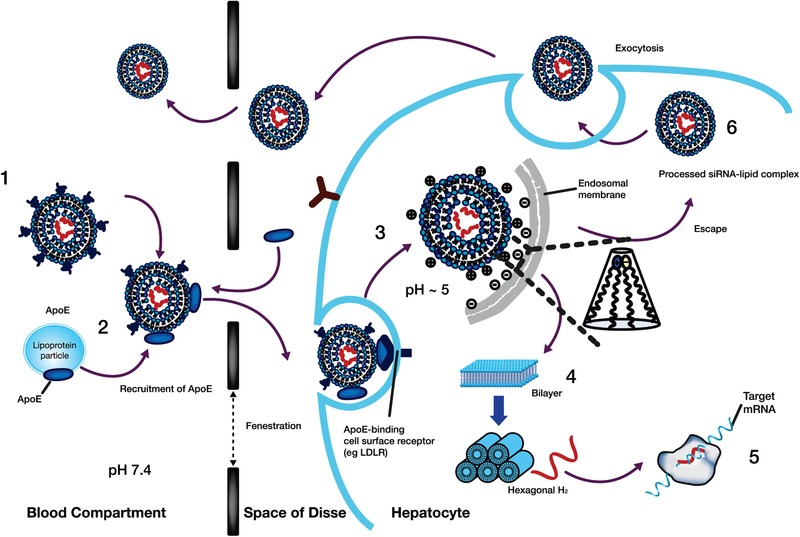 Exocytosis
1
6
Processed siRNA-lipid complex
Endosomal
membrane
3
Escape
pH ~ 5
ApoE
2
Lipoprotein
particle
ApoE
Recruitment of ApoE
4
Bilayer
Target
mRNA
Fenestration
ApoE-binding
cell surface receptor
(eg LDLR)
5
Hexagonal H₂
pH 7.4
Blood Compartment
Space of Disse
Hepatocyte